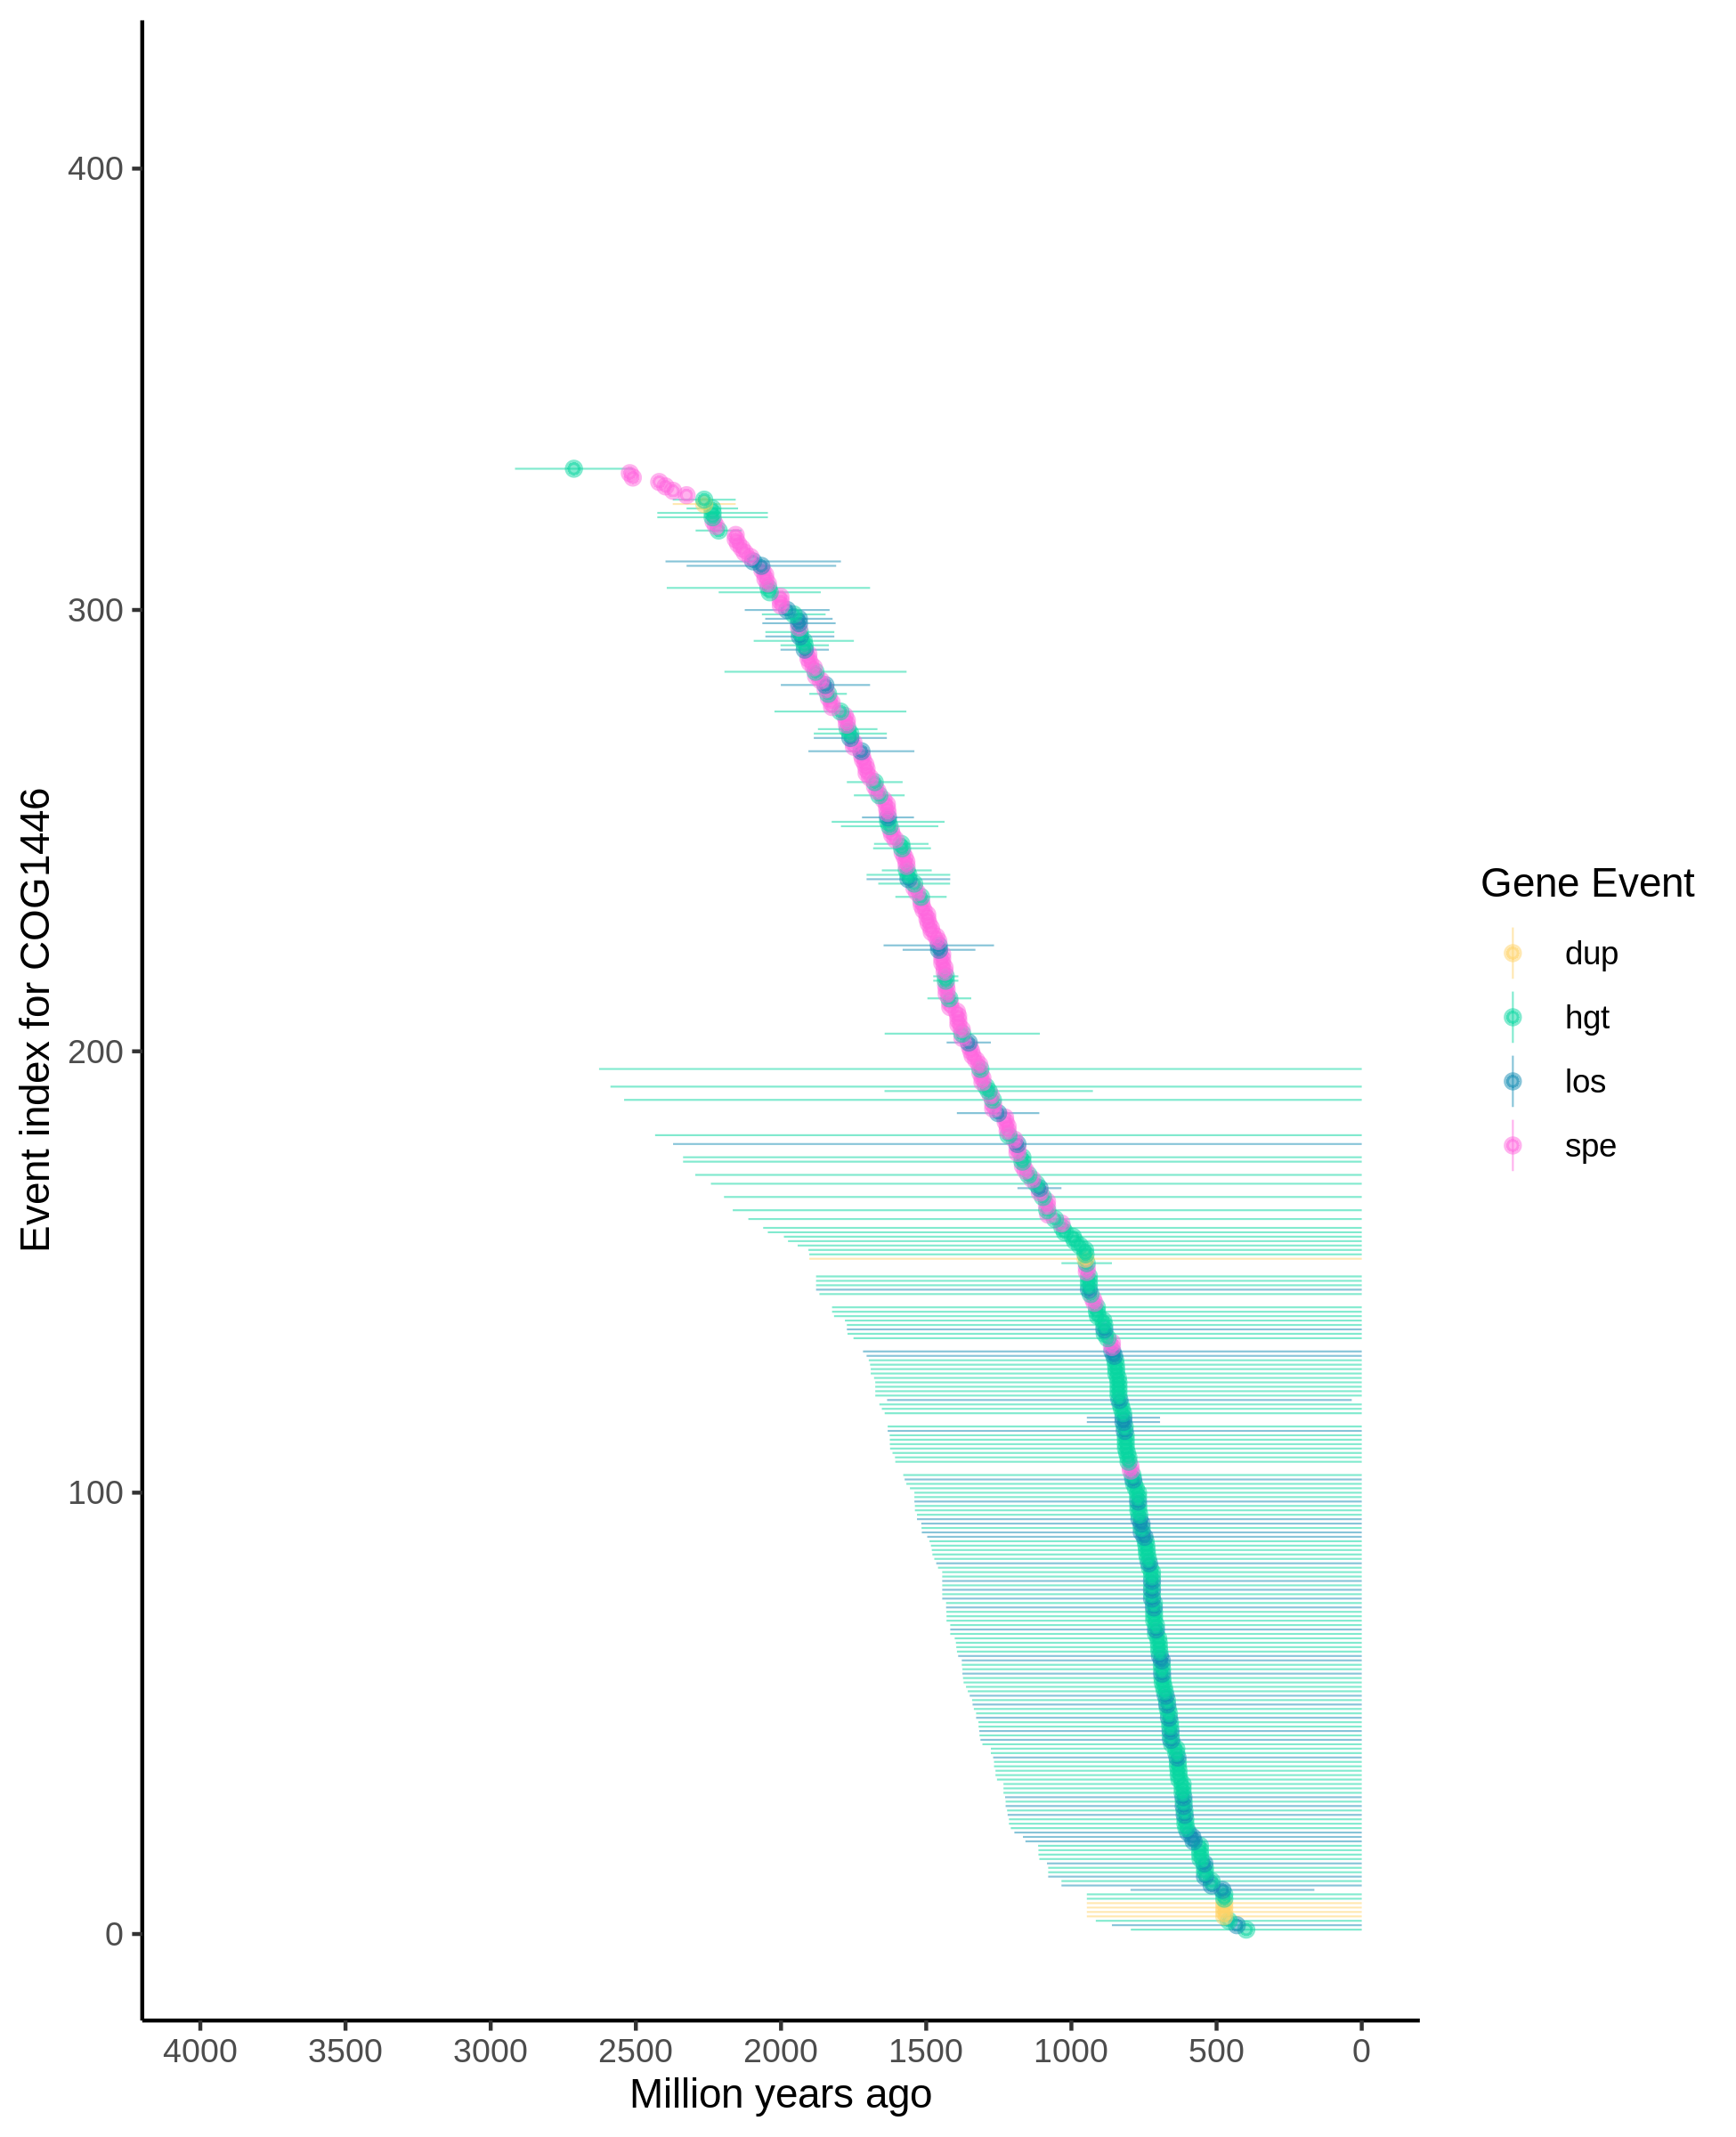 Event index for COG1446
400
300
200
100
0
4000 3500 3000 2500 2000 1500 1000 500 0
Million years ago
Gene Event
dup
hgt
los
spe